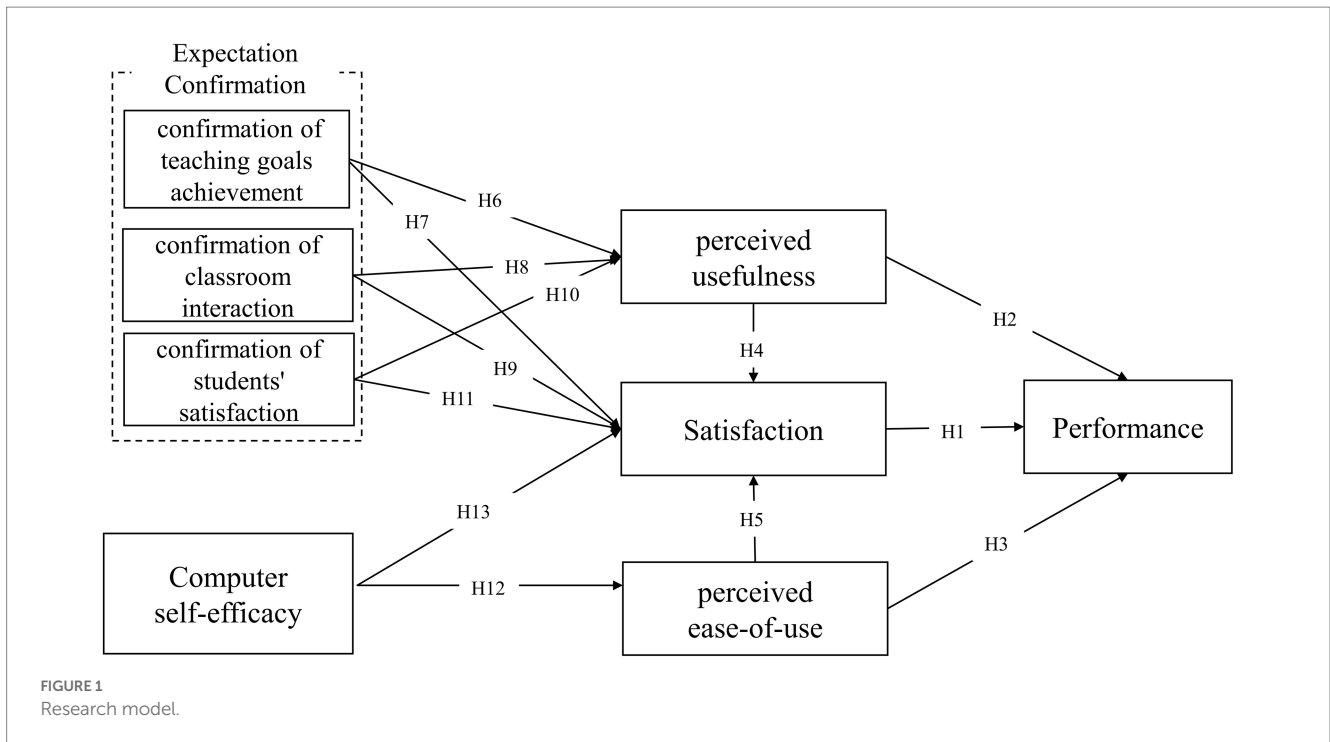 Expectation
Confirmation
confirmation of
teaching goals
achievement
confirmation of
classroom
interaction
confirmation of
students'
satisfaction
Computer
self-efficacy
H6
H7
H8
H10
H9
H11
H13
H12
perceived
usefulness
H4
Satisfaction
H5
perceived
ease-of-use
H2
H1
H3
Performance
FIGURE 1
Research model.